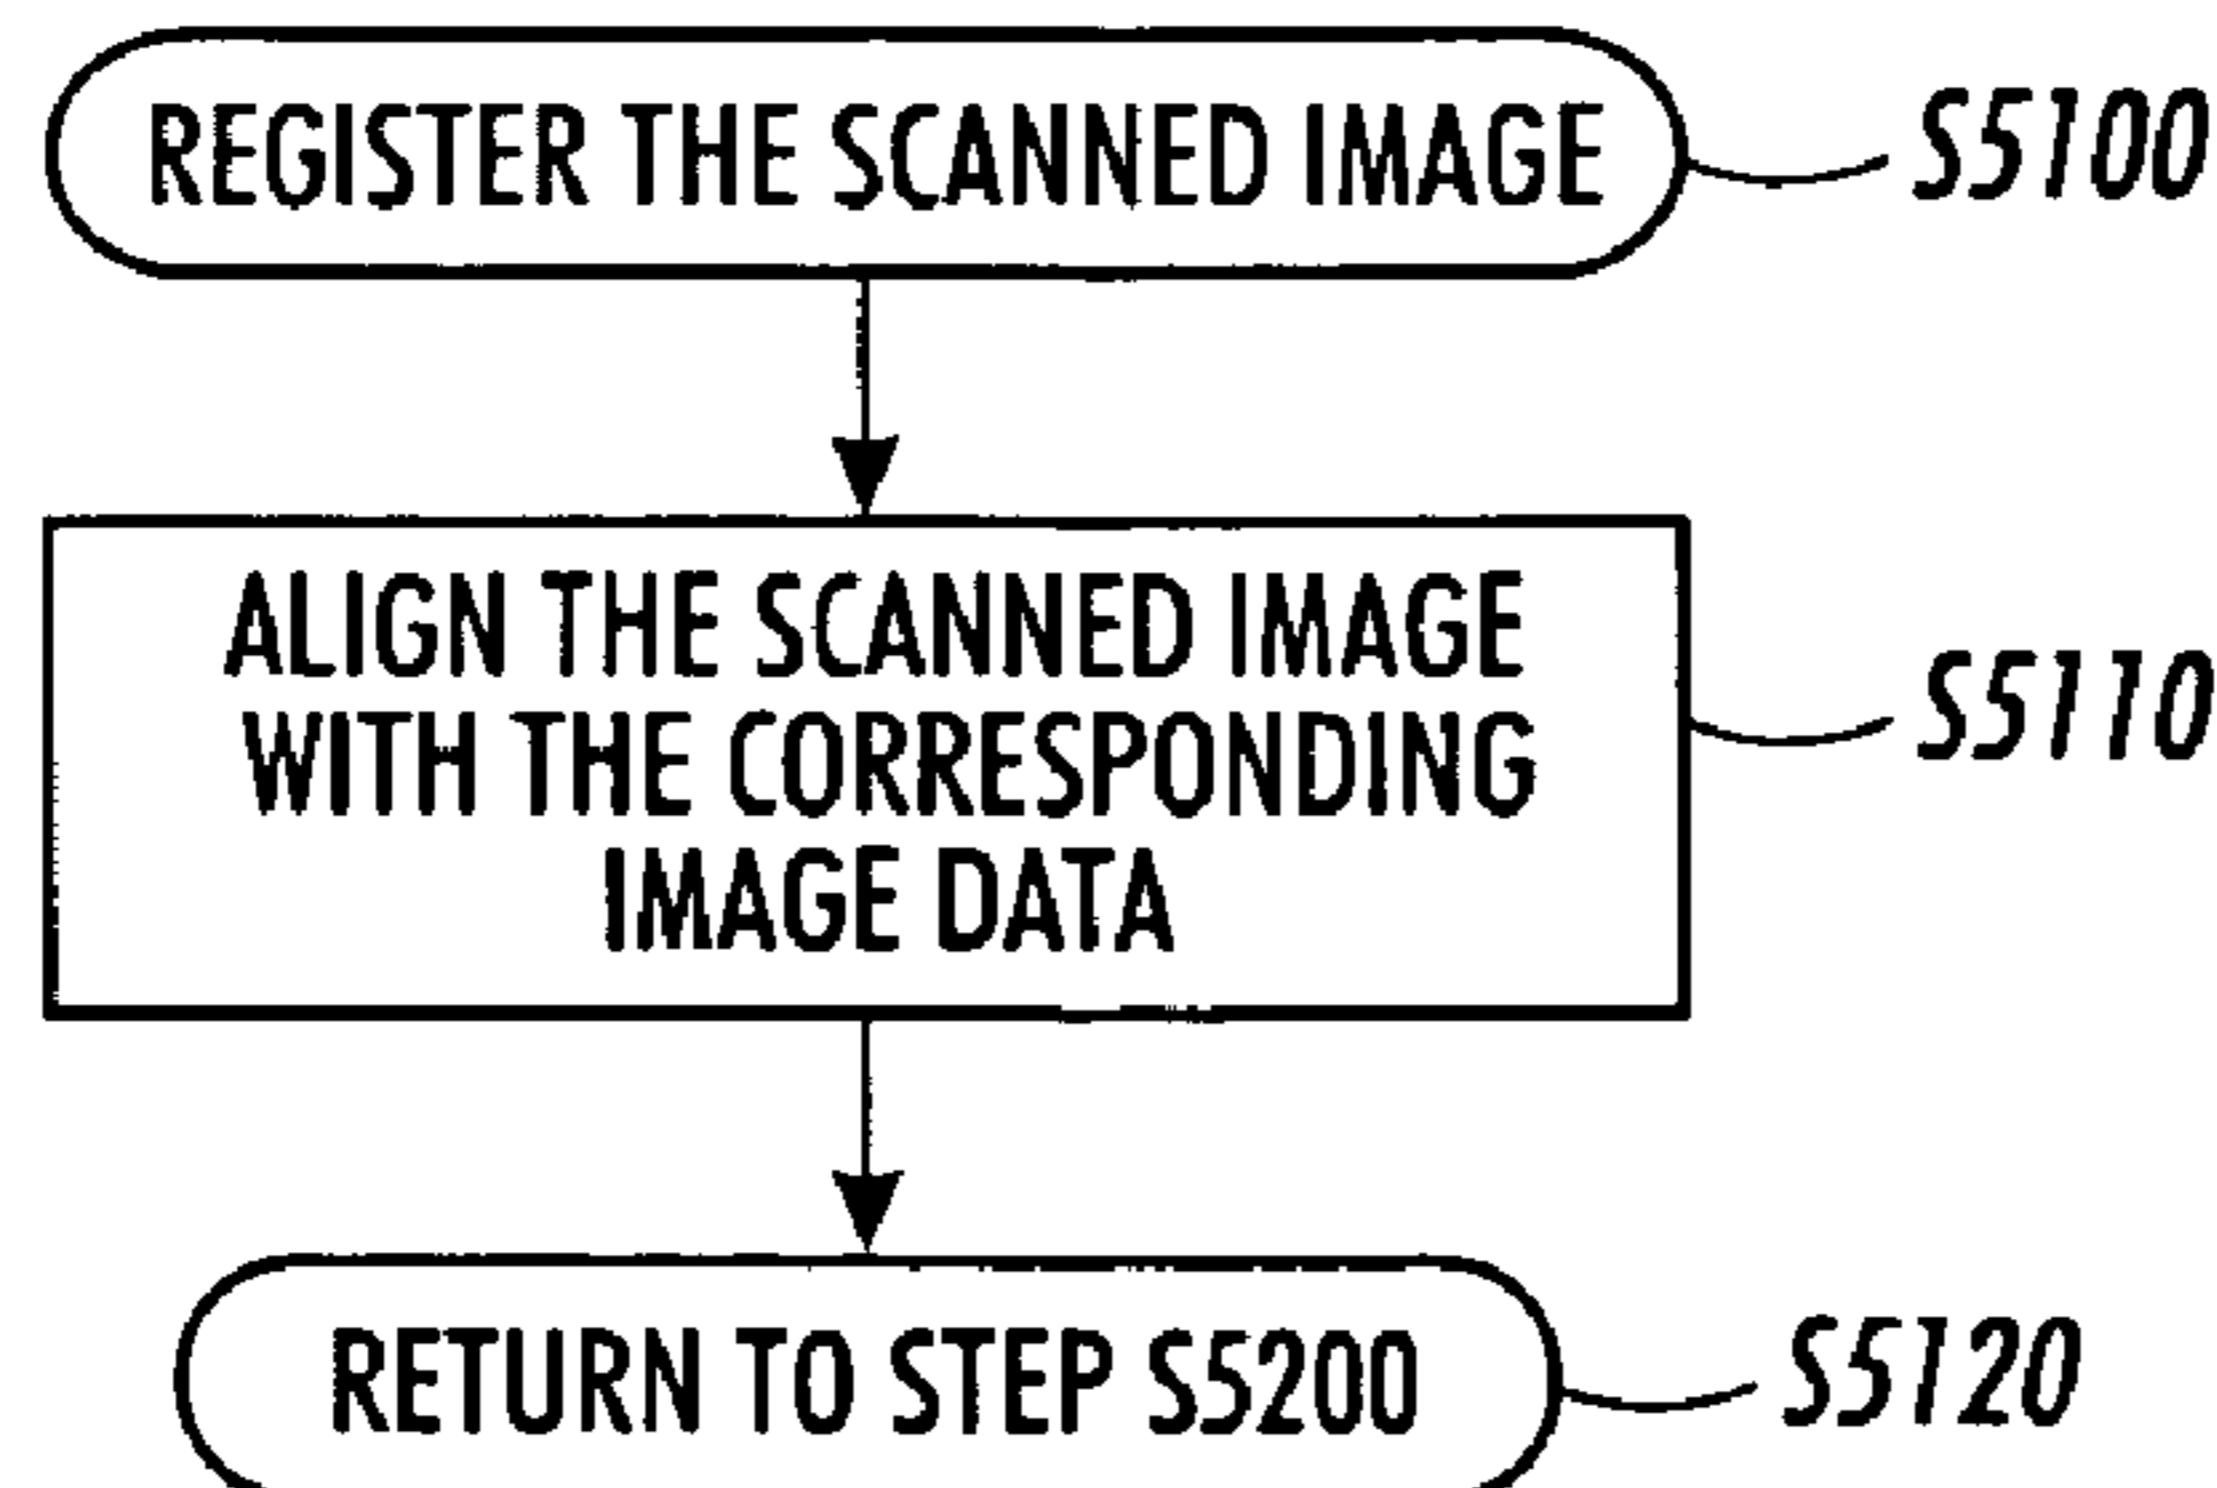 REGISTER THE SCANNED IMAGE
S5100
ALIGN THE SCANNED IMAGE
WITH THE CORRESPONDING
IMAGE DATA
S5110
RETURN TO STEP S5200
S5120